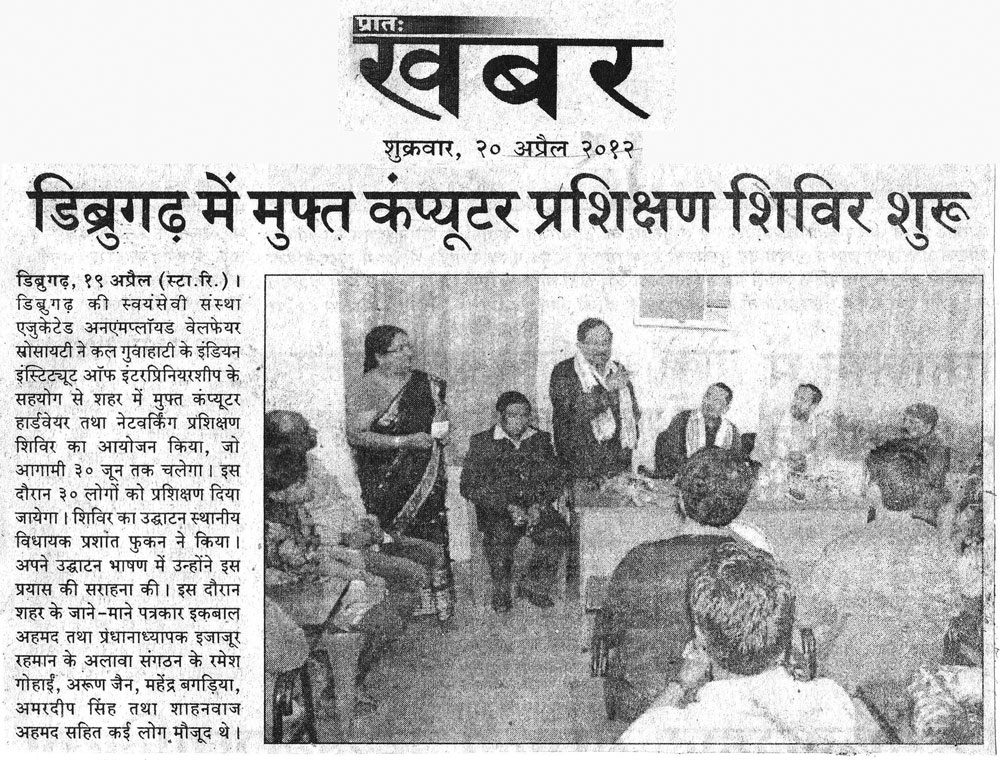 प्रातः
खबर
शुक्रवार, २० अप्रैल २०१२
डिब्रुगढ़ में मुफ्त कंप्यूटर प्रशिक्षण शिविर शुरू
डिब्रुगढ़, १९ अप्रैल (स्टा.रि.)।
डिब्रुगढ़ की स्वयंसेवी संस्था
एजुकेटेड अनएमप्लॉयड वेलफेयर
सोसायटी ने कल गुवाहाटी के इंडियन
इंस्टिट्यूट ऑफ इंटरप्रिनियरशीप के
सहयोग से शहर में मुफ्त कंप्यूटर
हार्डवेयर तथा नेटवर्किंग प्रशिक्षण
शिविर का आयोजन किया, जो
आगामी ३० जून तक चलेगा। इस
दौरान ३० लोगों को प्रशिक्षण दिया
जायेगा। शिविर का उद्घाटन स्थानीय
विधायक प्रशांत फुकन ने किया।
अपने उद्घाटन भाषण में उन्होंने इस
प्रयास की सराहना की। इस दौरान
शहर के जाने-माने पत्रकार इकबाल
अहमद तथा प्रंधानाध्यापक इजाजूर
रहमान के अलावा संगठन के रमेश
गोहाईं, अरूण जैन, महेंद्र बगड़िया,
अमरदीप सिंह तथा शाहनवाज
अहमद सहित कई लोग मौजूद थे।